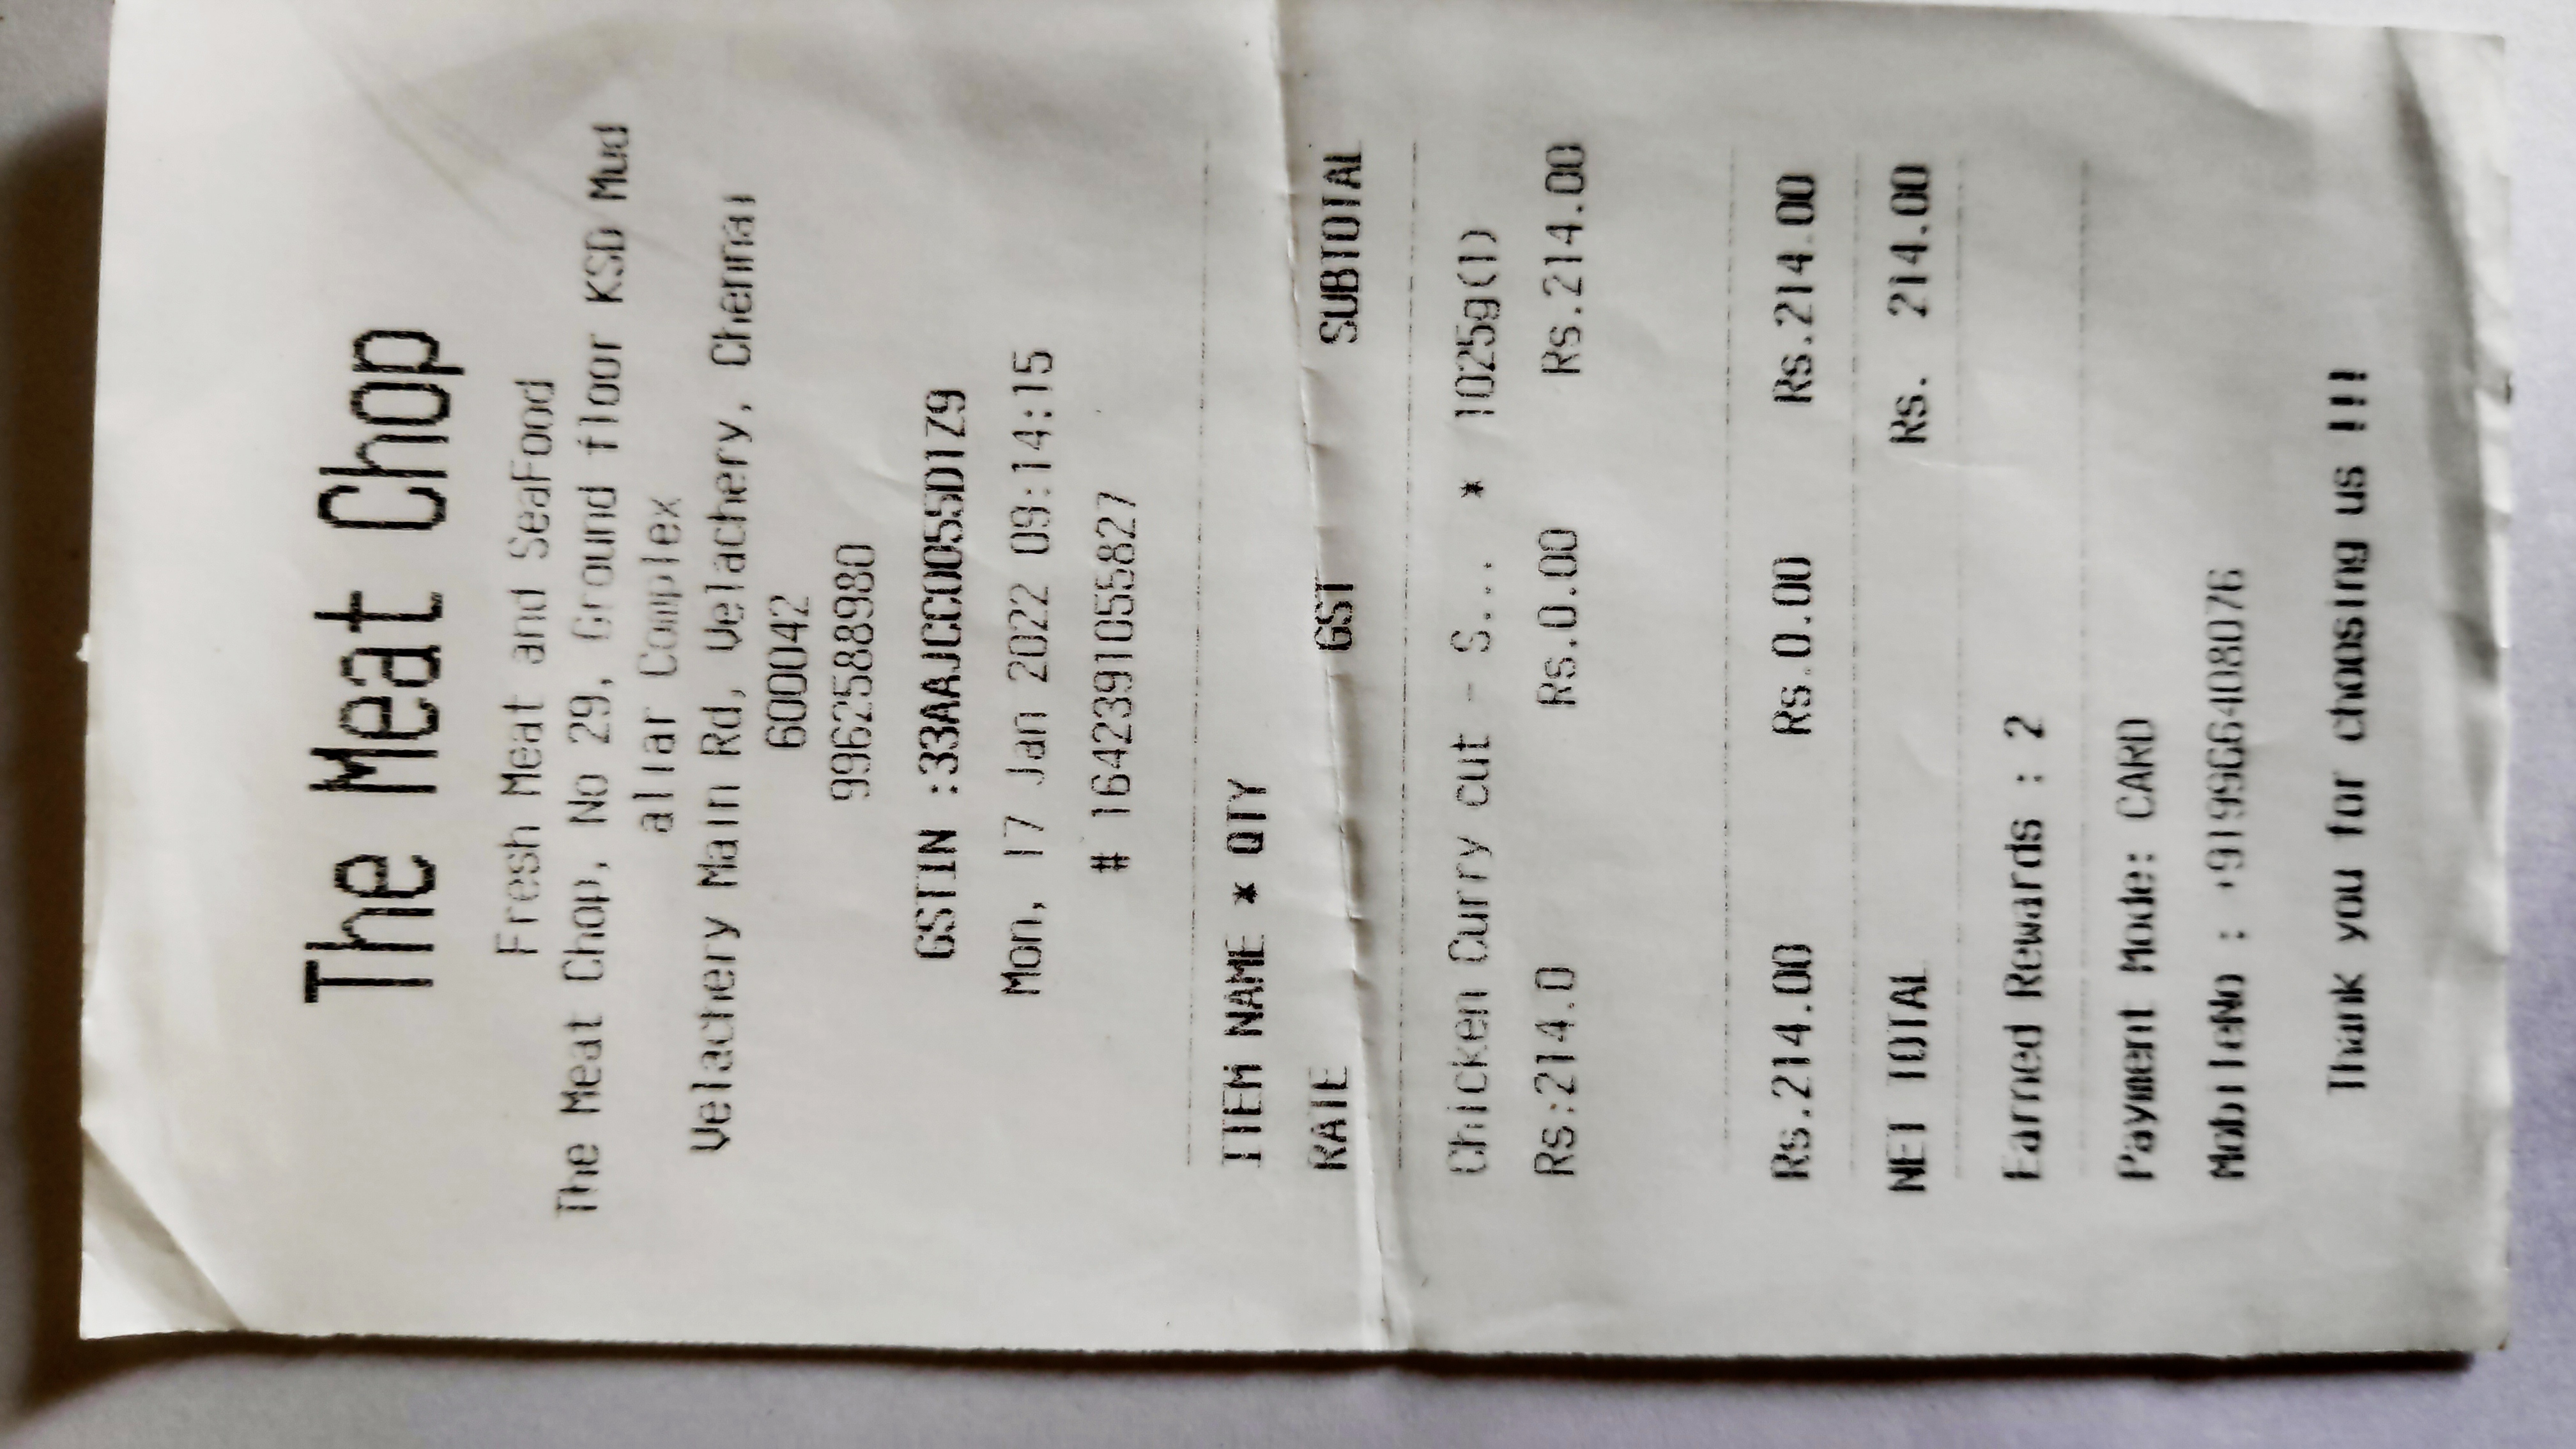 The Meat Chop
Fresh Meat and SeaFood
The Meat Chop, No 29, Ground floor KSD Mud
aliar Complex
Velachery Main Rd, Velachery, Chennai
600042
9962588980
GSTIN :33AAJCC0055D1Z9
Mon, 17 Jan 2022 09:14:15
# 1642391055827
ITEM NAME * QTY
RATE GST SUBTOTAL
Chicken Curry cut - S... * 1025g(1)
Rs:214.0 Rs.0.00 Rs.214.00
Rs.214.00 Rs.0.00 Rs.214.00
NET TOTAL Rs. 214.00
Earned Rewards : 2
Payment Mode: CARD
MobileNo : +919966408076
Thank you for choosing us !!!